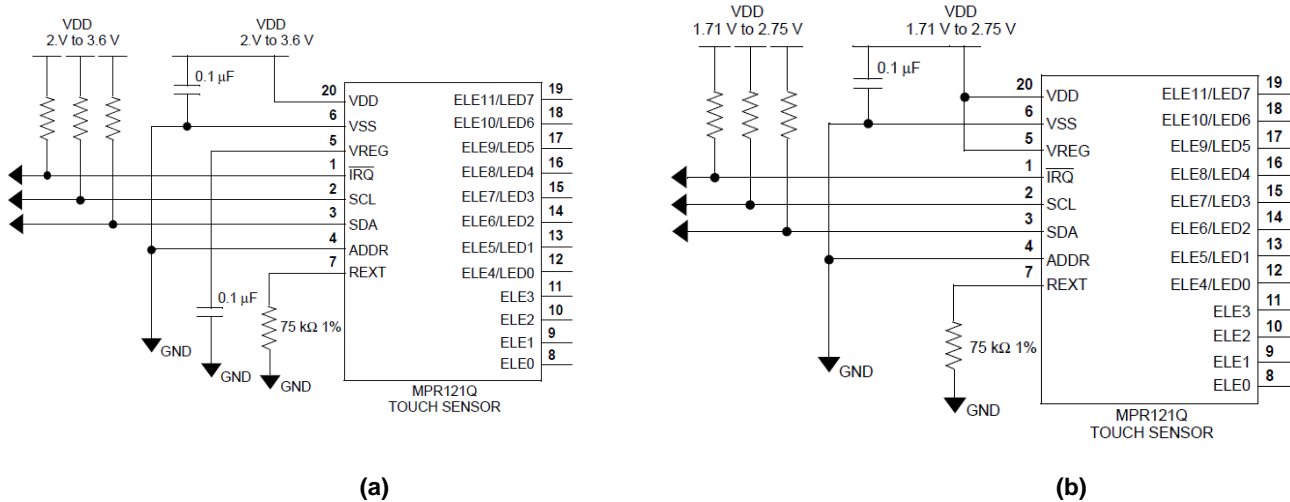 VDD
2.V to 3.6 V
VDD
2.V to 3.6 V
0.1 μF
20
VDD
6
VSS
5
VREG
1
IRQ
2
SCL
3
SDA
4
ADDR
7
REXT
0.1 μF
75 kΩ 1%
GND
GND
GND
19
ELE11/LED7
18
ELE10/LED6
17
ELE9/LED5
16
ELE8/LED4
15
ELE7/LED3
14
ELE6/LED2
13
ELE5/LED1
12
ELE4/LED0
11
ELE3
10
ELE2
9
ELE1
8
ELE0
MPR121Q
TOUCH SENSOR
(a)
VDD
1.71 V to 2.75 V
VDD
1.71 V to 2.75 V
0.1 μF
20
VDD
6
VSS
5
VREG
1
IRQ
2
SCL
3
SDA
4
ADDR
7
REXT
75 kΩ 1%
GND
GND
19
ELE11/LED7
18
ELE10/LED6
17
ELE9/LED5
16
ELE8/LED4
15
ELE7/LED3
14
ELE6/LED2
13
ELE5/LED1
12
ELE4/LED0
11
ELE3
10
ELE2
9
ELE1
8
ELE0
MPR121Q
TOUCH SENSOR
(b)